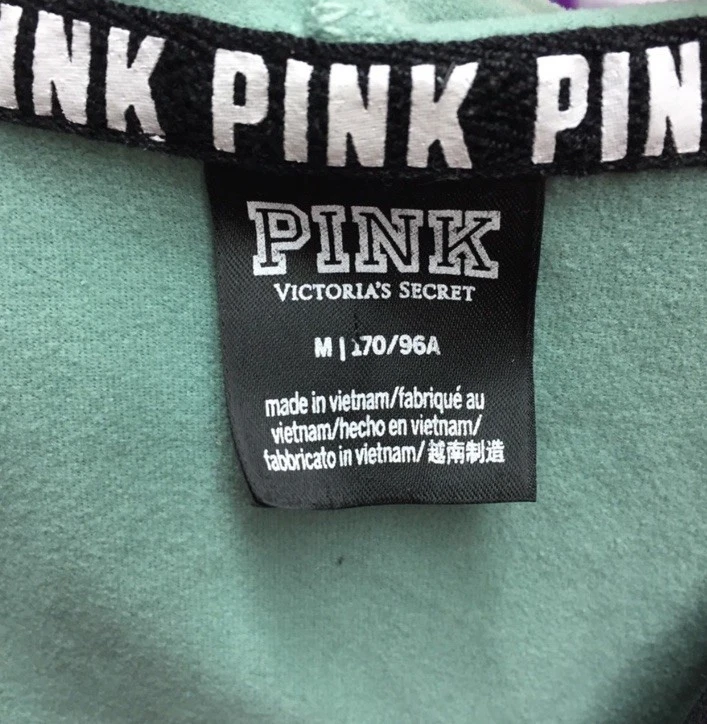 INK PINK PIN
PINK
VICTORIA'S SECRET
M | 170/96A
made in vietnam/fabriqué au
vietnam/hecho en vietnam/
fabbricato in vietnam/越南制造